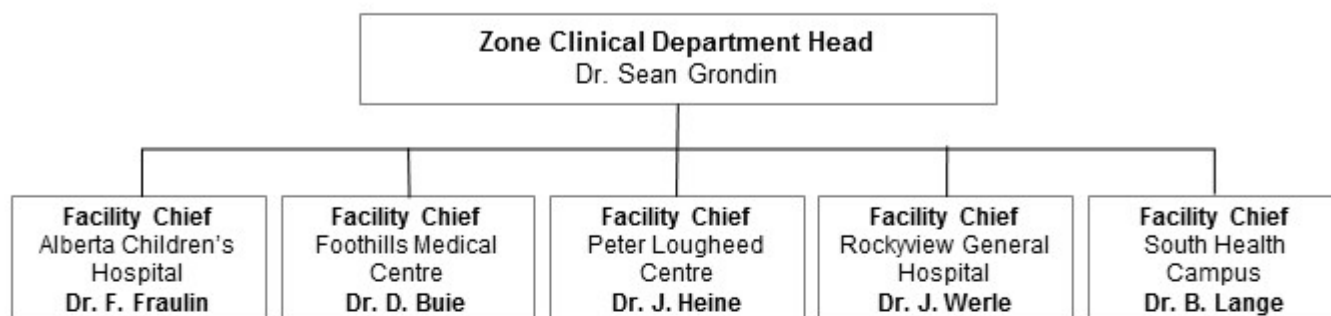 Zone Clinical Department Head
Dr. Sean Grondin
Facility Chief
Alberta Children's
Hospital
Dr. F. Fraulin
Facility Chief
Foothills Medical
Centre
Dr. D. Buie
Facility Chief
Peter Lougheed
Centre
Dr. J. Heine
Facility Chief
Rockyview General
Hospital
Dr. J. Werle
Facility Chief
South Health
Campus
Dr. B. Lange